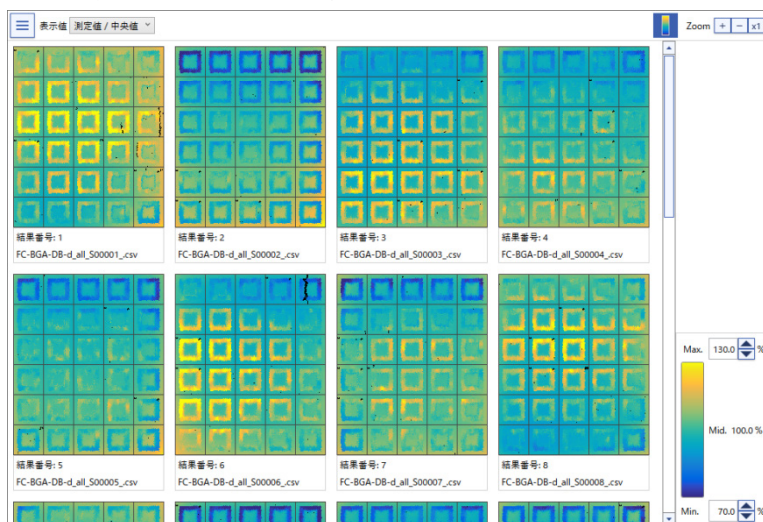 表示値 測定値 / 中央値
Zoom + − x1
結果番号: 1
FC-BGA-DB-d_all_S00001_.csv
結果番号: 2
FC-BGA-DB-d_all_S00002_.csv
結果番号: 3
FC-BGA-DB-d_all_S00003_.csv
結果番号: 4
FC-BGA-DB-d_all_S00004_.csv
結果番号: 5
FC-BGA-DB-d_all_S00005_.csv
結果番号: 6
FC-BGA-DB-d_all_S00006_.csv
結果番号: 7
FC-BGA-DB-d_all_S00007_.csv
結果番号: 8
FC-BGA-DB-d_all_S00008_.csv
Max. 130.0 %
Mid. 100.0 %
Min. 70.0 %